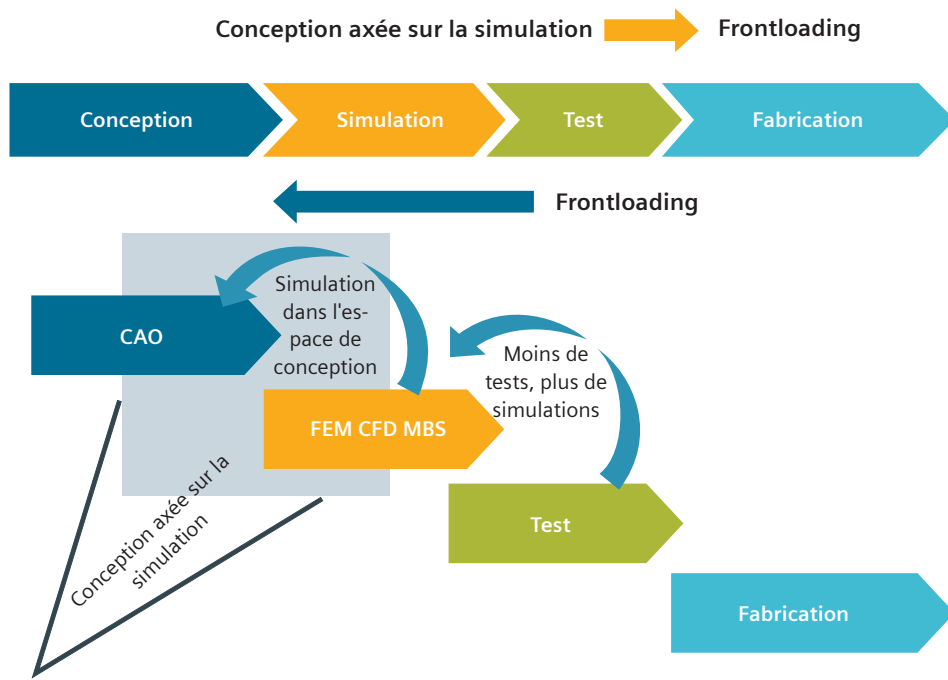 Conception axée sur la simulation Frontloading
Conception Simulation Test Fabrication
Frontloading
Simulation
dans l'es-
pace de
conception
CAO
Moins de
tests, plus de
simulations
FEM CFD MBS
Conception axée sur la
simulation
Test
Fabrication